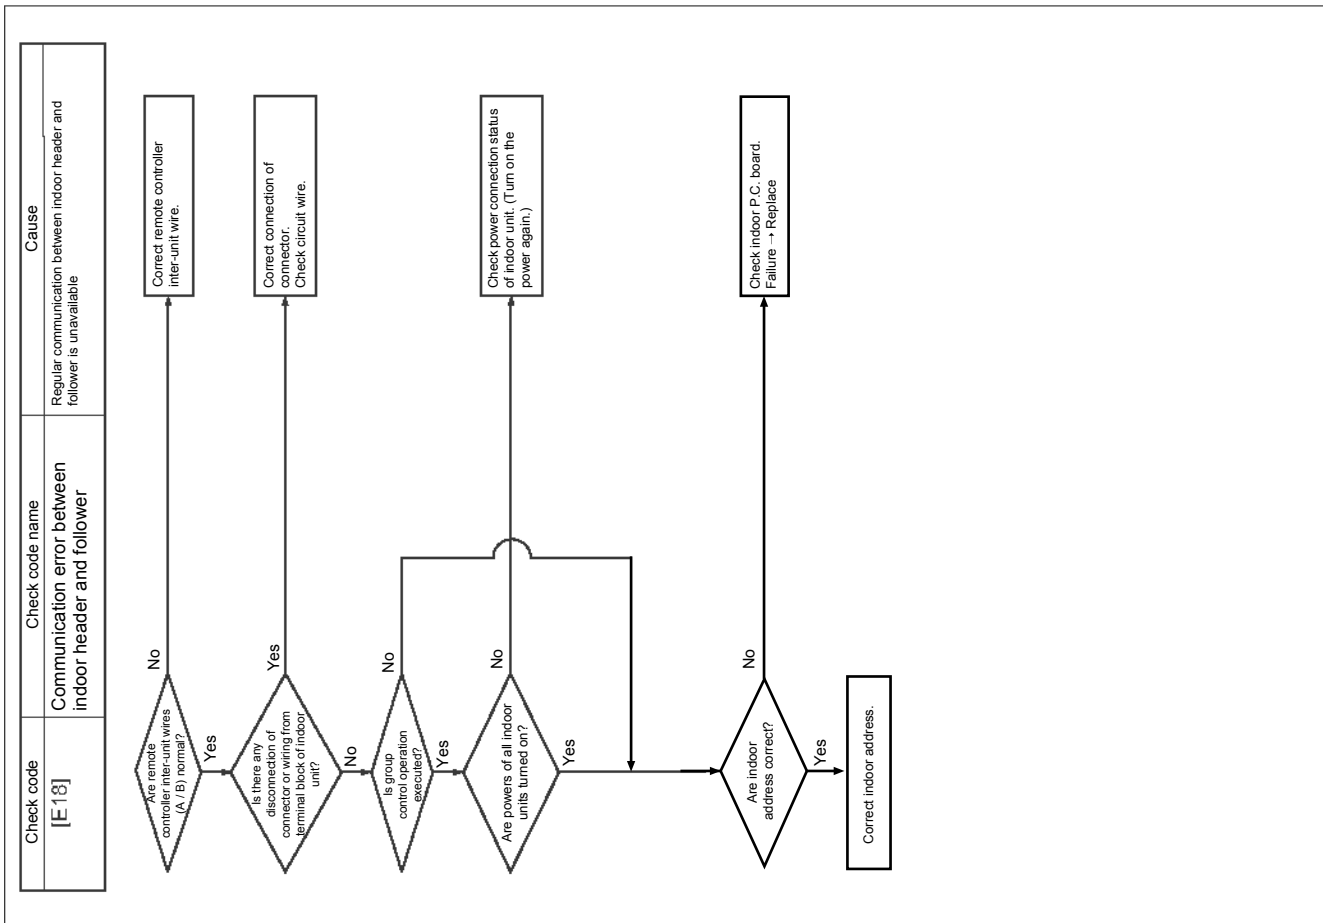 Check code
Check code name
Cause
[E18]
Communication error between
indoor header and follower
Regular communication between indoor header and
follower is unavailable
Are remote
controller inter-unit wires
(A / B) normal?
No
Correct remote controller
inter-unit wire.
Yes
Is there any
disconnection of
connector or wiring from
terminal block of indoor
unit?
Yes
Correct connection of
connector.
Check circuit wire.
No
Is group
control operation
executed?
No
Yes
Are powers of all indoor
units turned on?
No
Check power connection status
of indoor unit. (Turn on the
power again.)
Yes
Are indoor
address correct?
No
Check indoor P.C. board.
Failure → Replace
Yes
Correct indoor address.